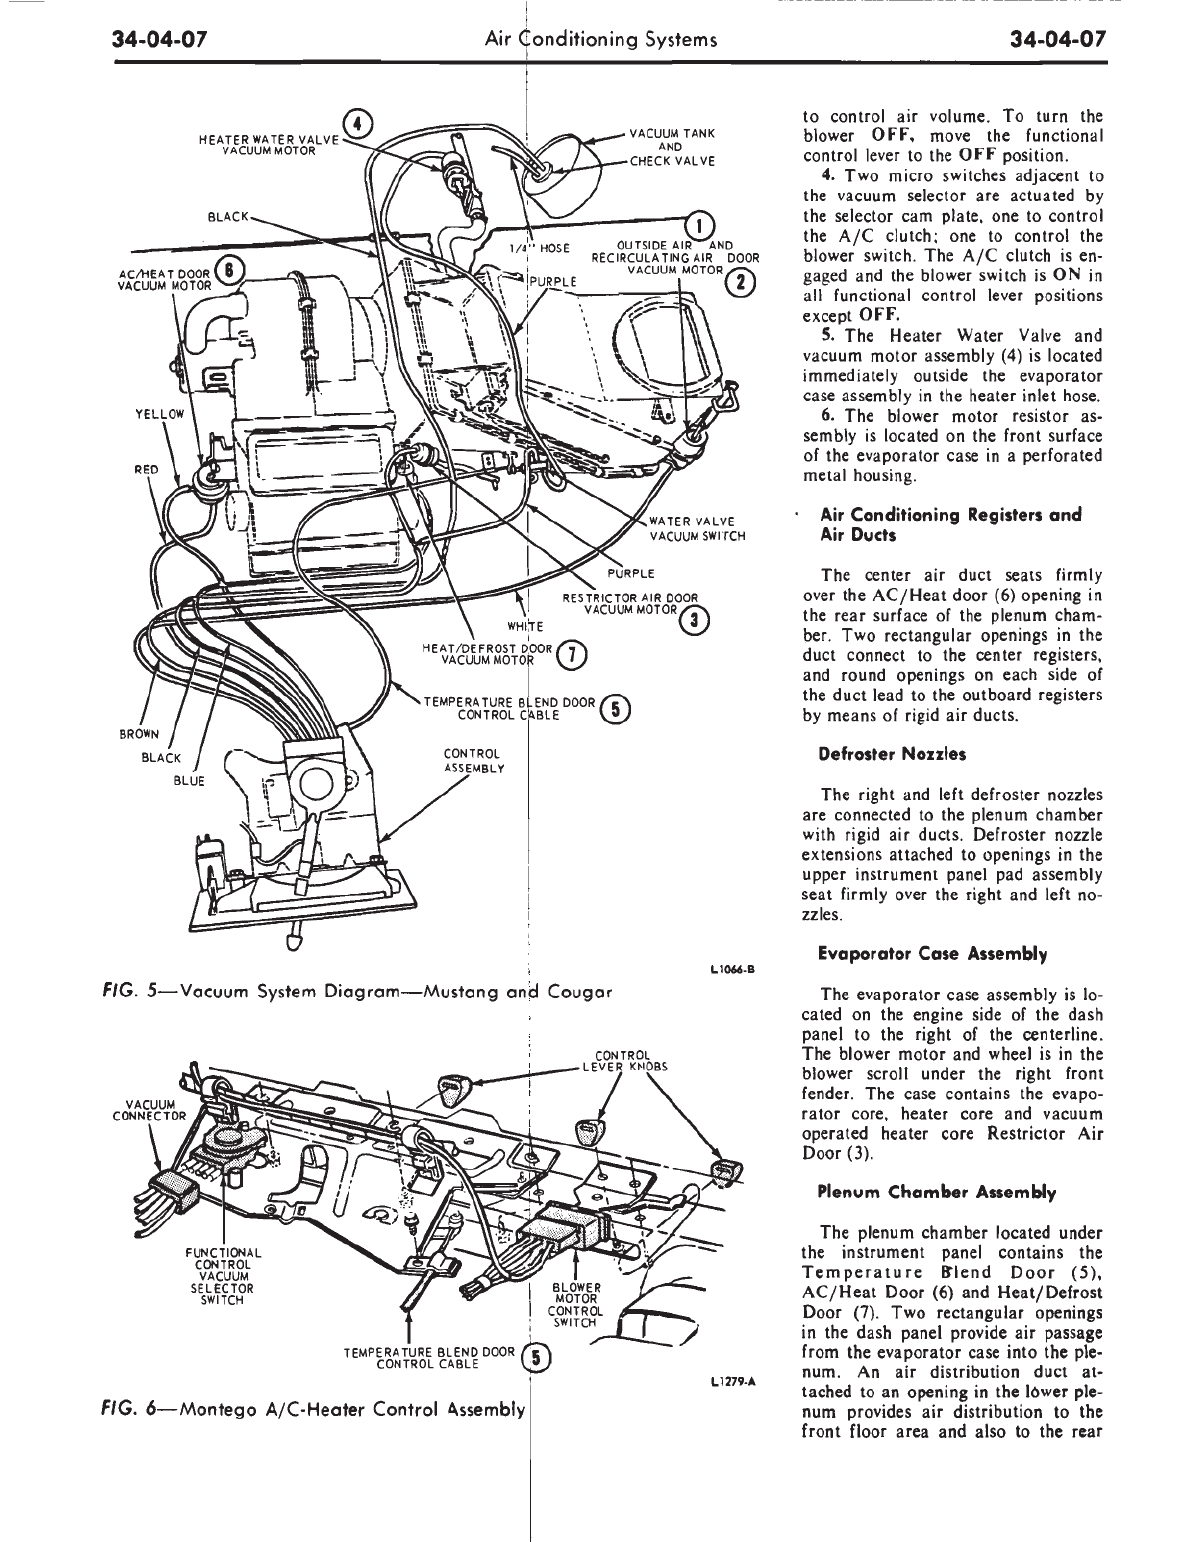 34-04-07 Air Conditioning Systems 34-04-07
HEATER WATER VALVE
VACUUM MOTOR
4
VACUUM TANK
AND
CHECK VALVE
BLACK
1/4" HOSE
1
OUTSIDE AIR AND
RECIRCULATING AIR DOOR
VACUUM MOTOR
2
AC/HEAT DOOR
VACUUM MOTOR
6
PURPLE
YELLOW
RED
WATER VALVE
VACUUM SWITCH
PURPLE
RESTRICTOR AIR DOOR
VACUUM MOTOR
3
WHITE
HEAT/DEFROST DOOR
VACUUM MOTOR
7
TEMPERATURE BLEND DOOR
CONTROL CABLE
5
BROWN
BLACK
BLUE
CONTROL
ASSEMBLY
L1066-B
FIG. 5—Vacuum System Diagram—Mustang and Cougar
CONTROL
LEVER KNOBS
VACUUM
CONNECTOR
FUNCTIONAL
CONTROL
VACUUM
SELECTOR
SWITCH
BLOWER
MOTOR
CONTROL
SWITCH
TEMPERATURE BLEND DOOR
CONTROL CABLE
5
L1279-A
FIG. 6—Montego A/C-Heater Control Assembly
to control air volume. To turn the
blower OFF, move the functional
control lever to the OFF position.
4. Two micro switches adjacent to
the vacuum selector are actuated by
the selector cam plate, one to control
the A/C clutch; one to control the
blower switch. The A/C clutch is en-
gaged and the blower switch is ON in
all functional control lever positions
except OFF.
5. The Heater Water Valve and
vacuum motor assembly (4) is located
immediately outside the evaporator
case assembly in the heater inlet hose.
6. The blower motor resistor as-
sembly is located on the front surface
of the evaporator case in a perforated
metal housing.
Air Conditioning Registers and
Air Ducts
The center air duct seats firmly
over the AC/Heat door (6) opening in
the rear surface of the plenum cham-
ber. Two rectangular openings in the
duct connect to the center registers,
and round openings on each side of
the duct lead to the outboard registers
by means of rigid air ducts.
Defroster Nozzles
The right and left defroster nozzles
are connected to the plenum chamber
with rigid air ducts. Defroster nozzle
extensions attached to openings in the
upper instrument panel pad assembly
seat firmly over the right and left no-
zzles.
Evaporator Case Assembly
The evaporator case assembly is lo-
cated on the engine side of the dash
panel to the right of the centerline.
The blower motor and wheel is in the
blower scroll under the right front
fender. The case contains the evapo-
rator core, heater core and vacuum
operated heater core Restrictor Air
Door (3).
Plenum Chamber Assembly
The plenum chamber located under
the instrument panel contains the
Temperature Blend Door (5),
AC/Heat Door (6) and Heat/Defrost
Door (7). Two rectangular openings
in the dash panel provide air passage
from the evaporator case into the ple-
num. An air distribution duct at-
tached to an opening in the lower ple-
num provides air distribution to the
front floor area and also to the rear